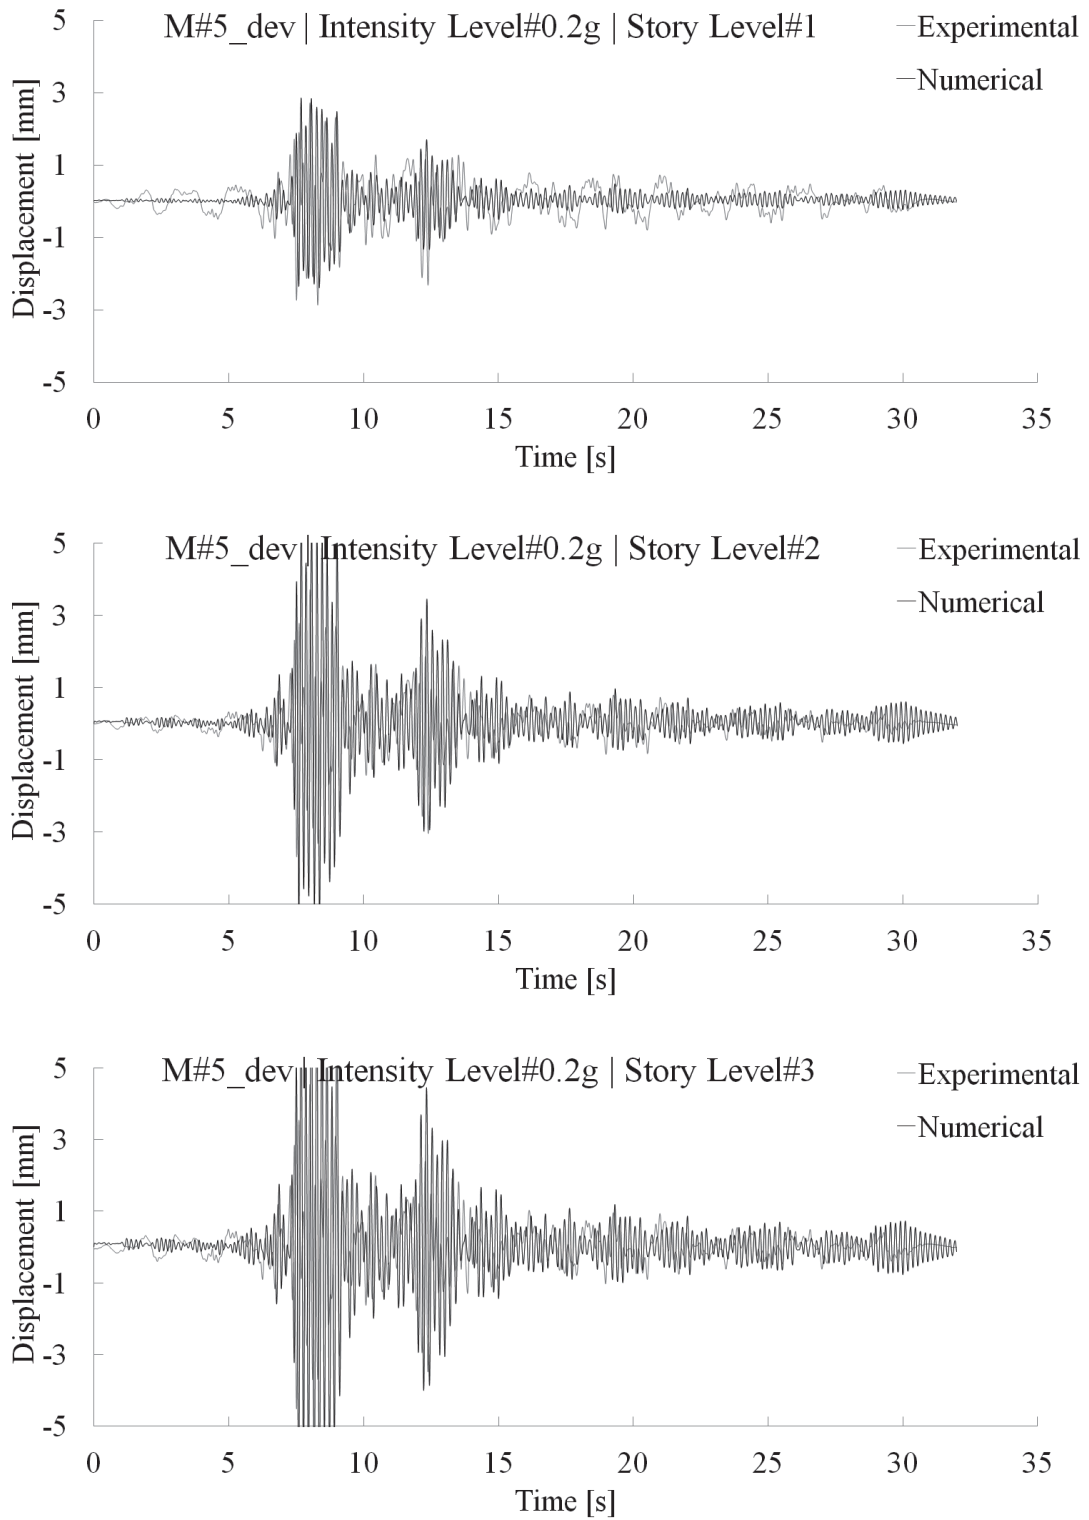 M#5_dev | Intensity Level#0.2g | Story Level#1
Experimental
Numerical
Displacement [mm]
5
3
1
-1
-3
-5
0 5 10 15 20 25 30 35
Time [s]
M#5_dev | Intensity Level#0.2g | Story Level#2
Experimental
Numerical
Displacement [mm]
5
3
1
-1
-3
-5
0 5 10 15 20 25 30 35
Time [s]
M#5_dev | Intensity Level#0.2g | Story Level#3
Experimental
Numerical
Displacement [mm]
5
3
1
-1
-3
-5
0 5 10 15 20 25 30 35
Time [s]